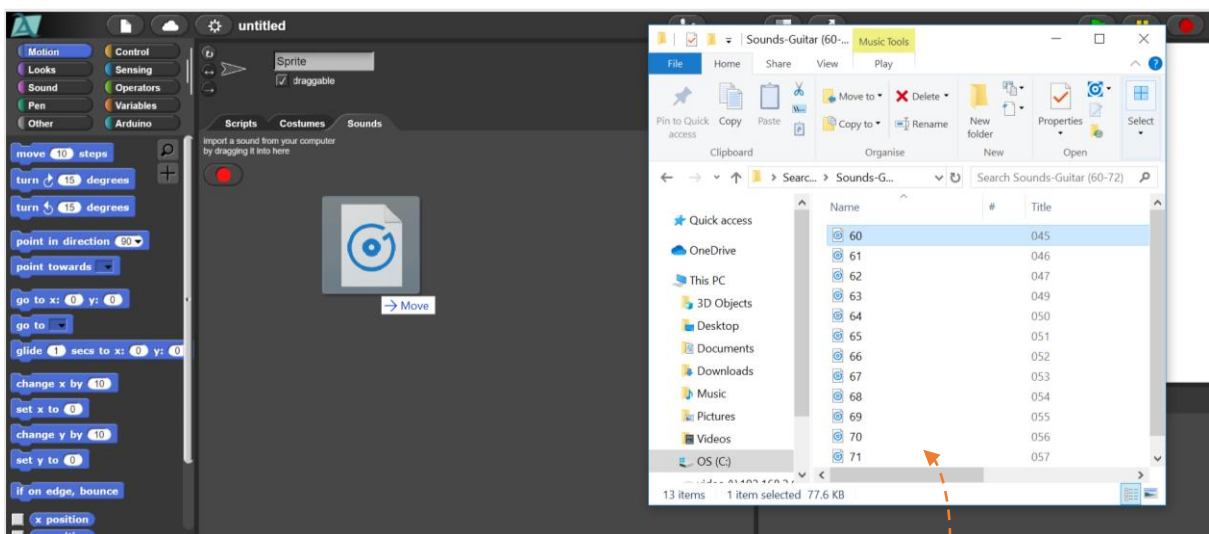 untitled
Motion
Control
Looks
Sensing
Sound
Operators
Pen
Variables
Other
Arduino
move 10 steps
turn 15 degrees
turn 15 degrees
point in direction 90
point towards
go to x: 0 y: 0
go to
glide 1 secs to x: 0 y: 0
change x by 10
set x to 0
change y by 10
set y to 0
if on edge, bounce
x position
Sprite
draggable
Scripts Costumes Sounds
Import a sound from your computer
by dragging it into here
Move
Sounds-Guitar (60-... Music Tools
File Home Share View Play
Pin to Quick
access
Copy
Paste
Move to
Copy to
Delete
Rename
New
folder
Properties
Select
Clipboard Organise New Open
Searc... > Sounds-G...
Search Sounds-Guitar (60-72)
Quick access
OneDrive
This PC
3D Objects
Desktop
Documents
Downloads
Music
Pictures
Videos
OS (C:)
Name # Title
60 045
61 046
62 047
63 049
64 050
65 051
66 052
67 053
68 054
69 055
70 056
71 057
13 items 1 item selected 77.6 KB